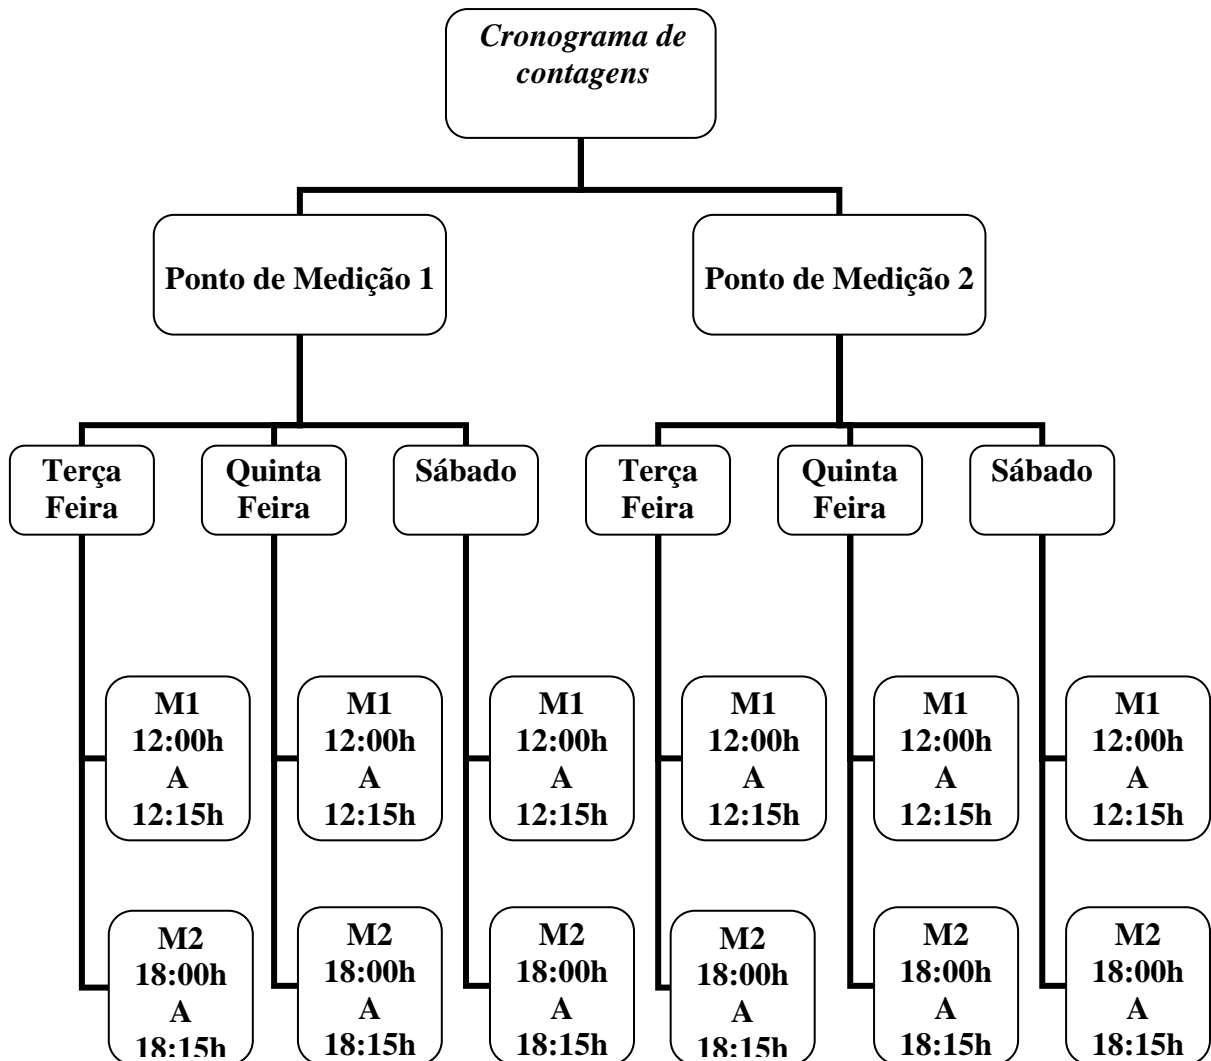 Cronograma de
contagens
Ponto de Medição 1
Ponto de Medição 2
Terça
Feira
Quinta
Feira
Sábado
Terça
Feira
Quinta
Feira
Sábado
M1
12:00h
A
12:15h
M1
12:00h
A
12:15h
M1
12:00h
A
12:15h
M1
12:00h
A
12:15h
M1
12:00h
A
12:15h
M1
12:00h
A
12:15h
M2
18:00h
A
18:15h
M2
18:00h
A
18:15h
M2
18:00h
A
18:15h
M2
18:00h
A
18:15h
M2
18:00h
A
18:15h
M2
18:00h
A
18:15h